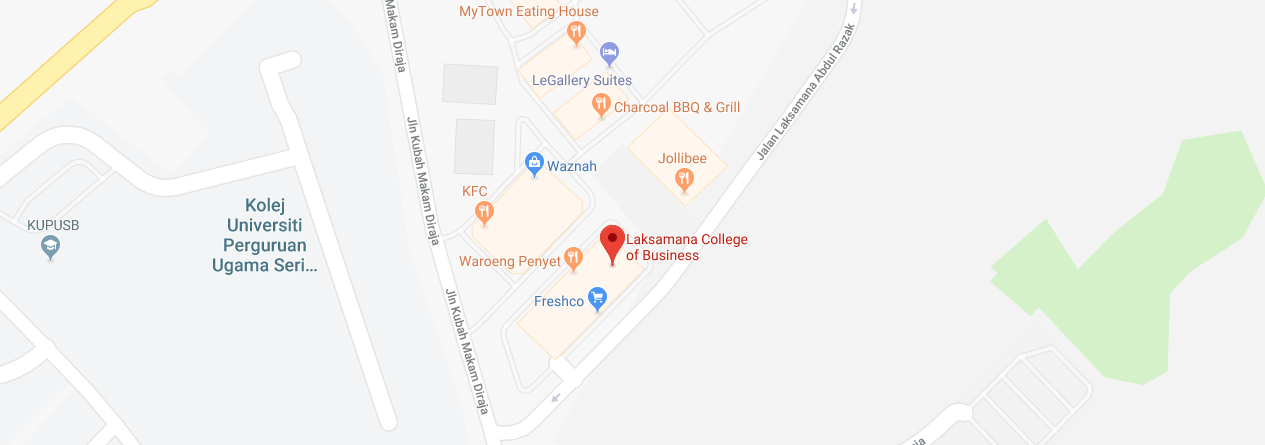 MyTown Eating House
Makam Diraja
LeGallery Suites
Charcoal BBQ & Grill
Jalan Laksamana Abdul Razak
Jln Kubah Makam Diraja
Jollibee
Waznah
KFC
Kolej
Universiti
Perguruan
Ugama Seri...
KUPUSB
Laksamana College
of Business
Waroeng Penyet
Freshco
Jln Kubah Makam Diraja